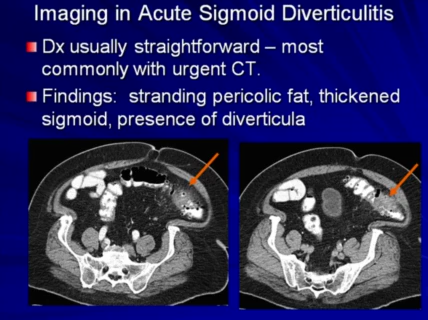 Imaging in Acute Sigmoid Diverticulitis
Dx usually straightforward – most
commonly with urgent CT.
Findings: stranding pericolic fat, thickened
sigmoid, presence of diverticula